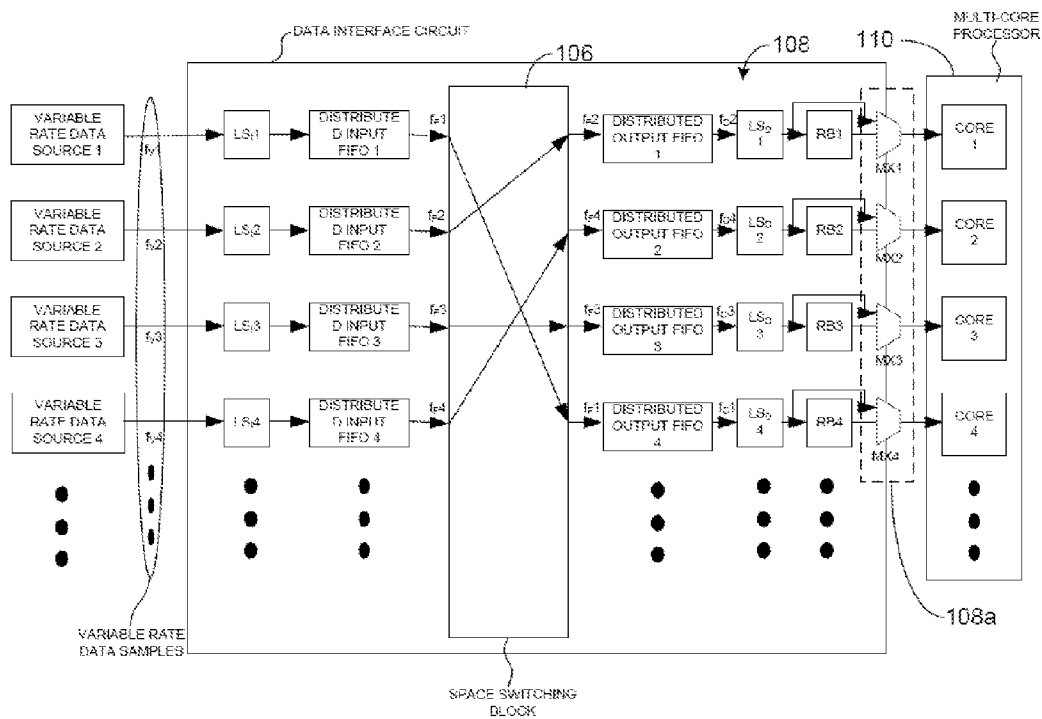 MULTI-CORE
PROCESSOR
DATA INTERFACE CIRCUIT
106
108
110
VARIABLE
RATE DATA
SOURCE 1
LSI1
DISTRIBUTE
D INPUT
FIFO 1
fF1
fF2
DISTRIBUTED
OUTPUT FIFO
1
fO2
LSO
1
RB1
MX1
CORE
1
fV1
VARIABLE
RATE DATA
SOURCE 2
LSI2
DISTRIBUTE
D INPUT
FIFO 2
fF2
fF4
DISTRIBUTED
OUTPUT FIFO
2
fO4
LSO
2
RB2
MX2
CORE
2
fV2
VARIABLE
RATE DATA
SOURCE 3
LSI3
DISTRIBUTE
D INPUT
FIFO 3
fF3
fF3
DISTRIBUTED
OUTPUT FIFO
3
fO3
LSO
3
RB3
MX3
CORE
3
fV3
VARIABLE
RATE DATA
SOURCE 4
LSI4
DISTRIBUTE
D INPUT
FIFO 4
fF4
fF1
DISTRIBUTED
OUTPUT FIFO
4
fO1
LSO
4
RB4
MX4
CORE
4
fV4
108a
VARIABLE RATE
DATA SAMPLES
SPACE SWITCHING
BLOCK